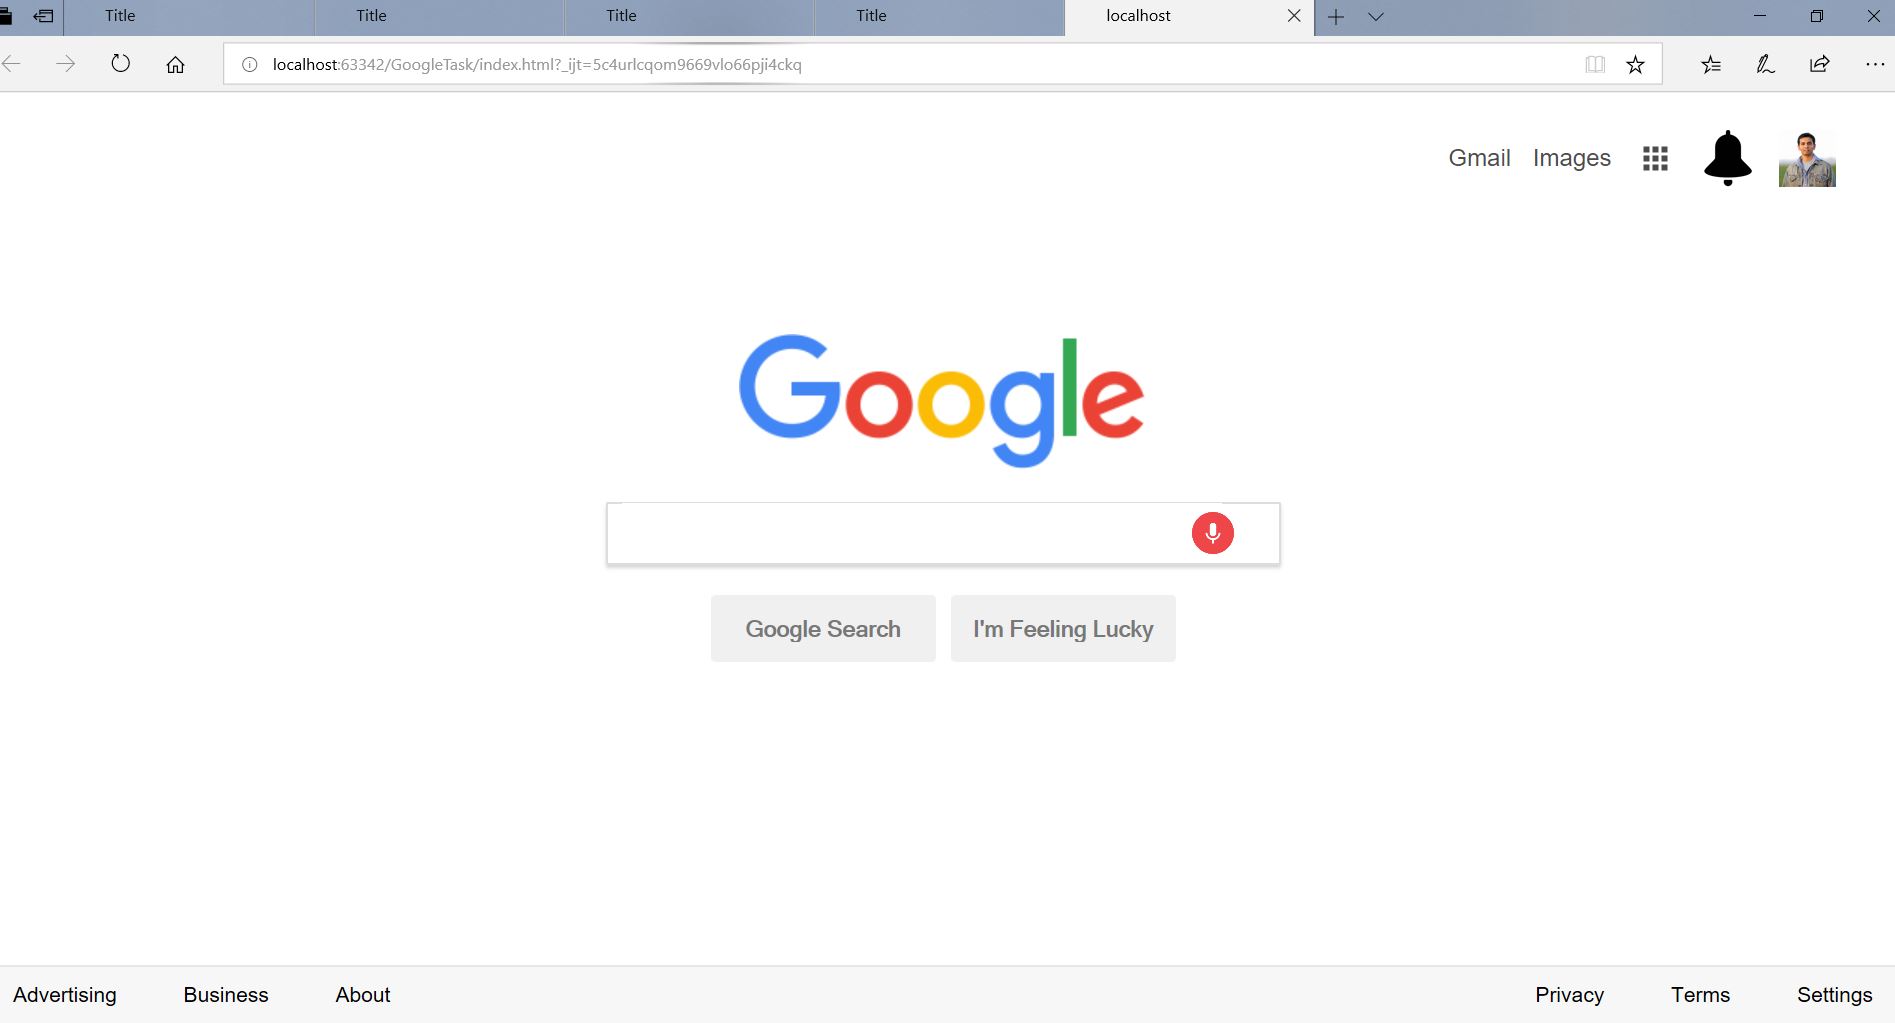 Title Title Title Title localhost
localhost:63342/GoogleTask/index.html?_ijt=5c4urlcqom9669vlo66pji4ckq
Gmail Images
Google
Google Search I'm Feeling Lucky
Advertising Business About Privacy Terms Settings